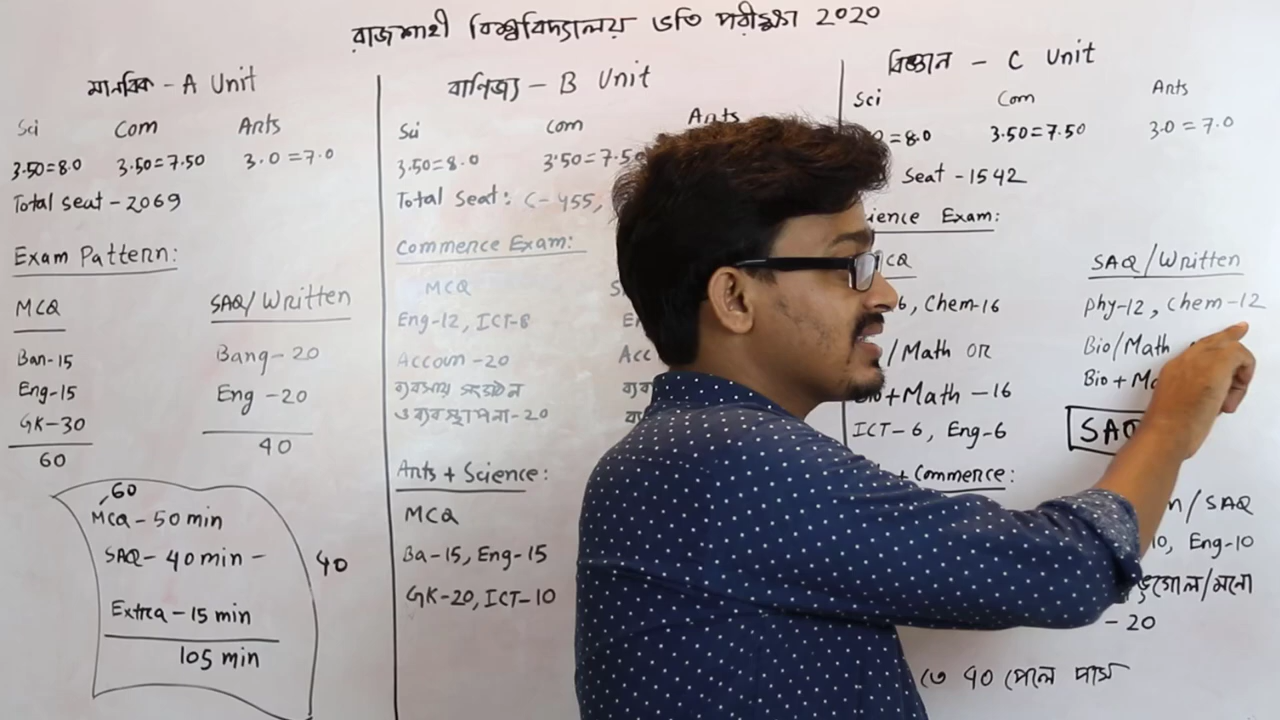 রাজশাহী বিশ্ববিদ্যালয় ভর্তি পরীক্ষা 2020
মানবিক - A Unit
Sci Com Arts
3.50=8.0 3.50=7.50 3.0=7.0
Total seat - 2069
Exam Pattern:
MCQ SAQ/Written
Ban-15 Bang-20
Eng-15 Eng-20
GK-30
60 40
60
MCQ - 50 min
SAQ - 40 min - 40
Extra - 15 min
105 min
বাণিজ্য - B Unit
Sci Com Arts
3.50=8.0 3.50=7.50
Total Seat: C-455,
Commerce Exam:
MCQ
Eng-12, ICT-8
Accoun-20
ব্যবসায় সংগঠন
ও ব্যবস্থাপনা-20
Arts + Science:
MCQ
Ba-15, Eng-15
GK-20, ICT-10
বিজ্ঞান - C Unit
Sci Com Arts
=8.0 3.50=7.50 3.0=7.0
Seat - 1542
Exam:
SAQ/Written
6, Chem-16 Phy-12, Chem-12
/Math OR Bio/Math
+Math - 16 Bio+
ICT-6, Eng-6 SAQ
+ Commerce:
/SAQ
10, Eng-10
ভূগোল/মনো
- 20
তে 40 পেলে পাস